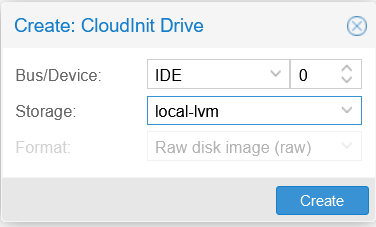 Create: CloudInit Drive
Bus/Device: IDE 0
Storage: local-lvm
Format: Raw disk image (raw)
Create